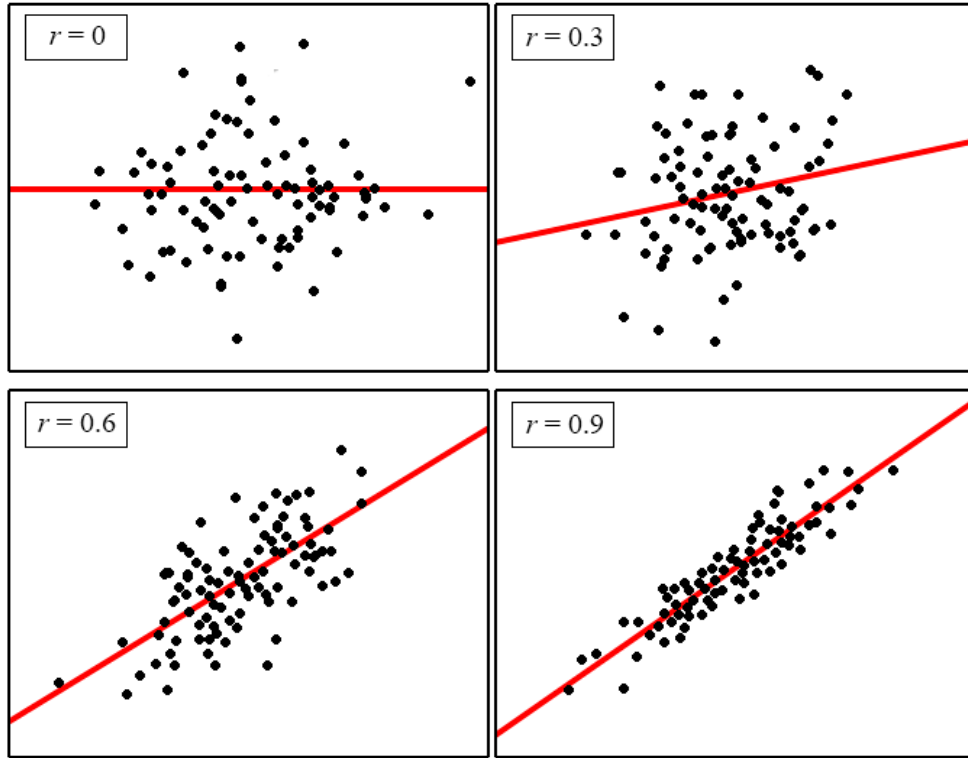 r = 0
r = 0.3
r = 0.6
r = 0.9